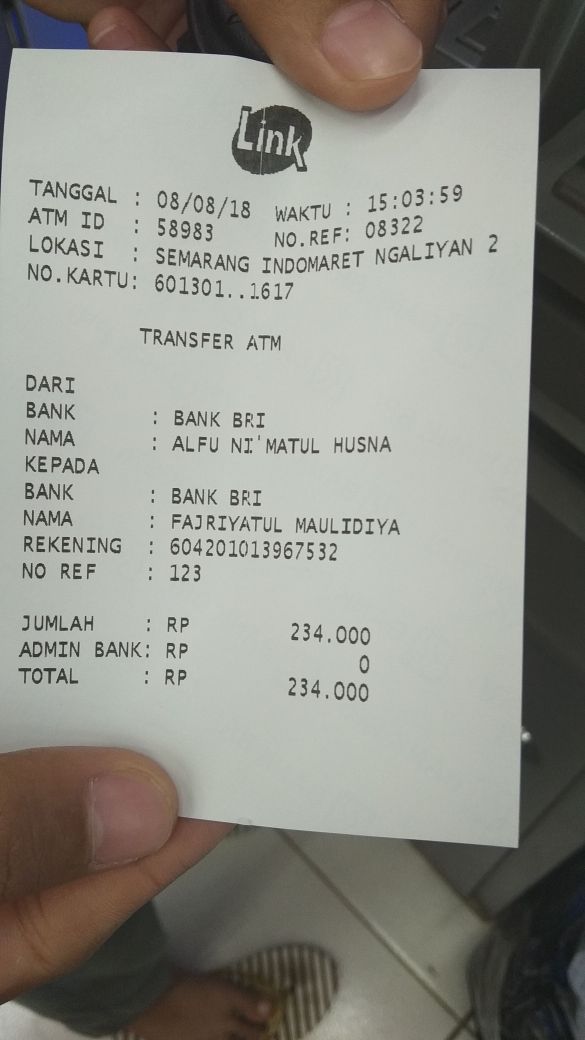 Link
TANGGAL : 08/08/18 WAKTU : 15:03:59
ATM ID : 58983 NO.REF: 08322
LOKASI : SEMARANG INDOMARET NGALIYAN 2
NO.KARTU: 601301..1617
TRANSFER ATM
DARI
BANK : BANK BRI
NAMA : ALFU NI'MATUL HUSNA
KEPADA
BANK : BANK BRI
NAMA : FAJRIYATUL MAULIDIYA
REKENING : 604201013967532
NO REF : 123
JUMLAH : RP 234.000
ADMIN BANK: RP 0
TOTAL : RP 234.000